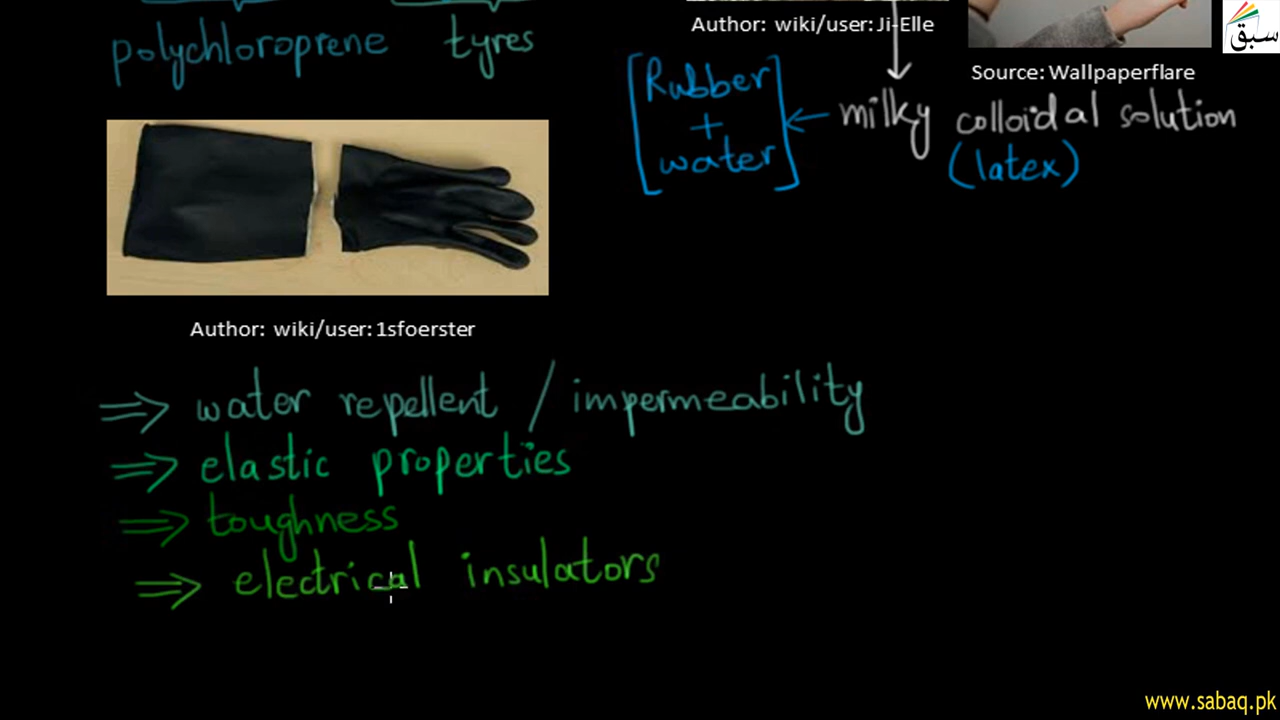 polychloroprene tyres
Author: wiki/user: Ji-Elle
سبق
Source: Wallpaperflare
[Rubber + water] ← milky colloidal solution
(latex)
Author: wiki/user: 1sfoerster
⇒ water repellent / impermeability
⇒ elastic properties
⇒ toughness
⇒ electrical insulators
www.sabaq.pk